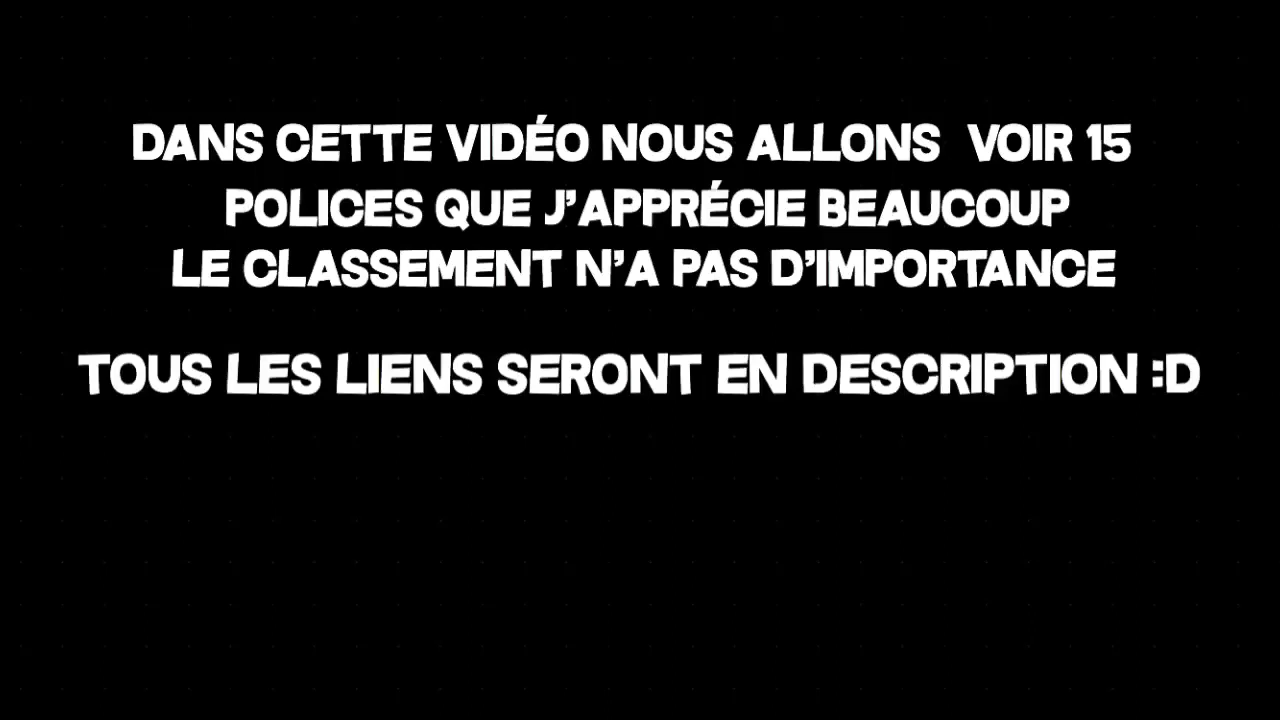 DANS CETTE VIDÉO NOUS ALLONS VOIR 15
POLICES QUE J'APPRÉCIE BEAUCOUP
LE CLASSEMENT N'A PAS D'IMPORTANCE
TOUS LES LIENS SERONT EN DESCRIPTION :D